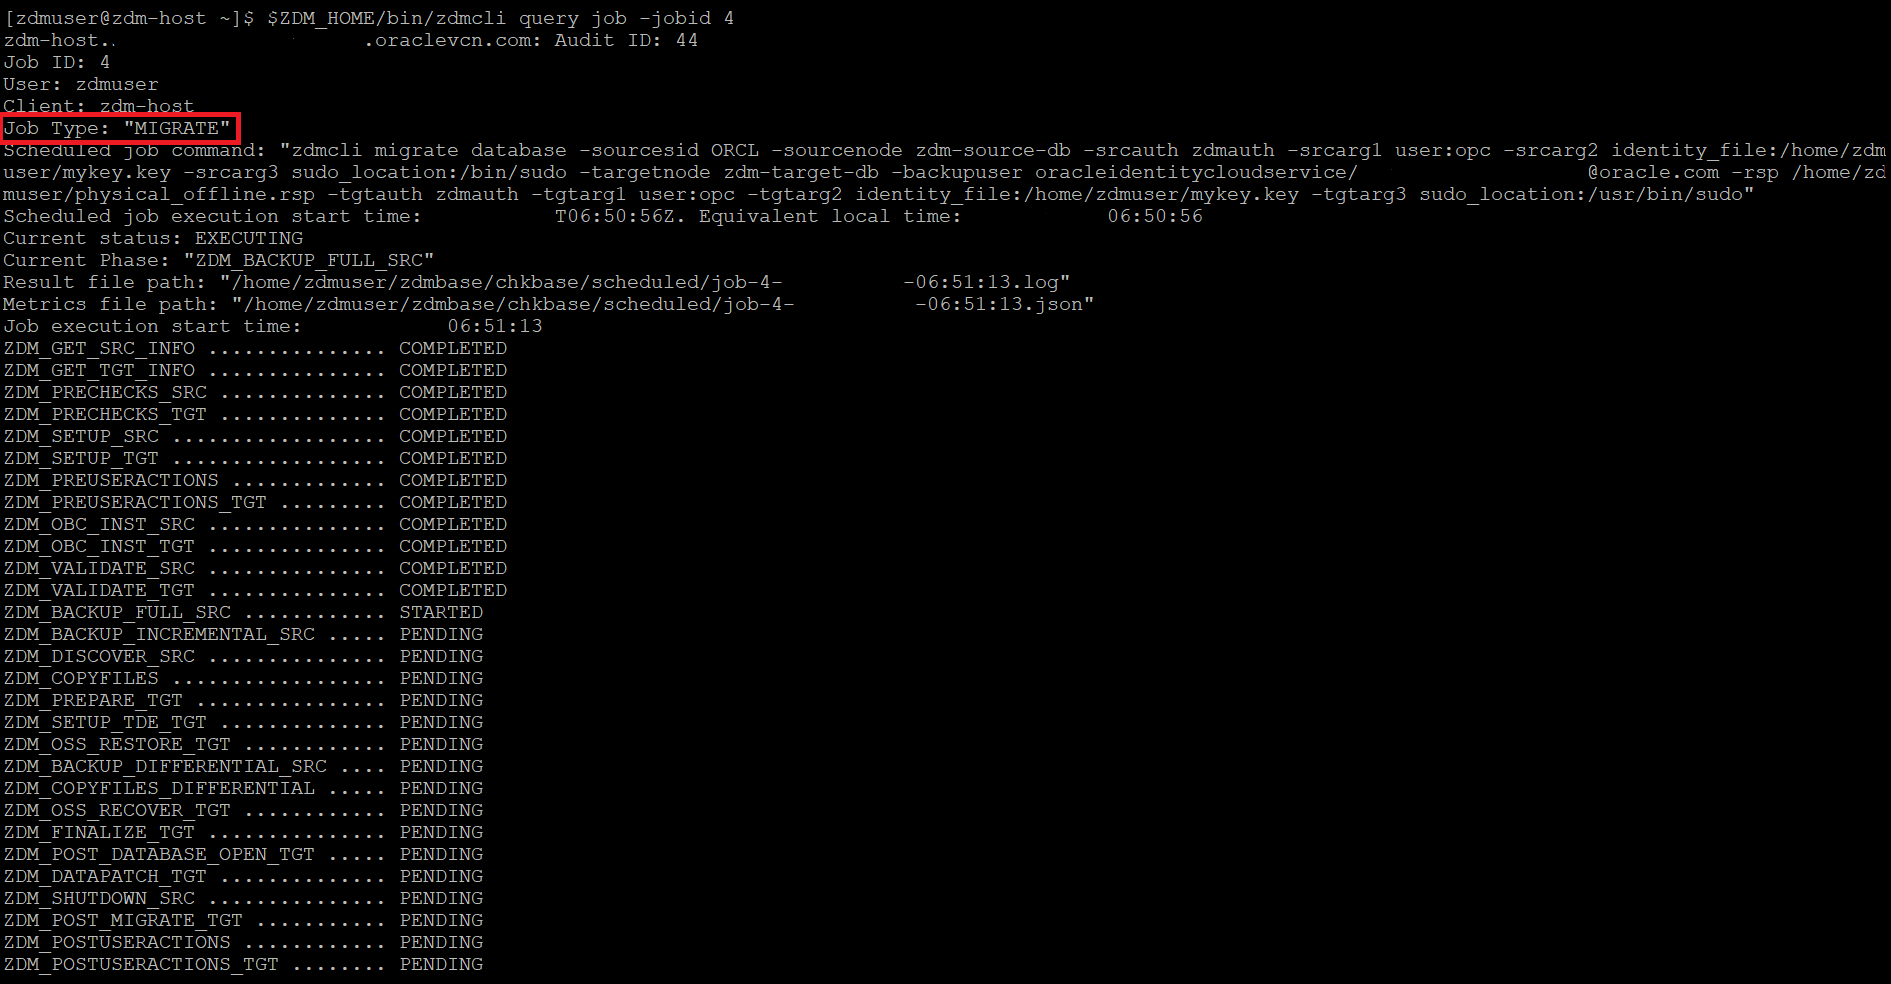 [zdmuser@zdm-host ~]$ $ZDM_HOME/bin/zdmcli query job -jobid 4
zdm-host.. .oraclevcn.com: Audit ID: 44
Job ID: 4
User: zdmuser
Client: zdm-host
Job Type: "MIGRATE"
Scheduled job command: "zdmcli migrate database -sourcesid ORCL -sourcenode zdm-source-db -srcauth zdmauth -srcarg1 user:opc -srcarg2 identity_file:/home/zdm
user/mykey.key -srcarg3 sudo_location:/bin/sudo -targetnode zdm-target-db -backupuser oracleidentitycloudservice/ @oracle.com -rsp /home/zd
muser/physical_offline.rsp -tgtauth zdmauth -tgtarg1 user:opc -tgtarg2 identity_file:/home/zdmuser/mykey.key -tgtarg3 sudo_location:/usr/bin/sudo"
Scheduled job execution start time: T06:50:56Z. Equivalent local time: 06:50:56
Current status: EXECUTING
Current Phase: "ZDM_BACKUP_FULL_SRC"
Result file path: "/home/zdmuser/zdmbase/chkbase/scheduled/job-4- -06:51:13.log"
Metrics file path: "/home/zdmuser/zdmbase/chkbase/scheduled/job-4- -06:51:13.json"
Job execution start time: 06:51:13
ZDM_GET_SRC_INFO ............... COMPLETED
ZDM_GET_TGT_INFO ............... COMPLETED
ZDM_PRECHECKS_SRC .............. COMPLETED
ZDM_PRECHECKS_TGT .............. COMPLETED
ZDM_SETUP_SRC .................. COMPLETED
ZDM_SETUP_TGT .................. COMPLETED
ZDM_PREUSERACTIONS ............. COMPLETED
ZDM_PREUSERACTIONS_TGT ......... COMPLETED
ZDM_OBC_INST_SRC ............... COMPLETED
ZDM_OBC_INST_TGT ............... COMPLETED
ZDM_VALIDATE_SRC ............... COMPLETED
ZDM_VALIDATE_TGT ............... COMPLETED
ZDM_BACKUP_FULL_SRC ............ STARTED
ZDM_BACKUP_INCREMENTAL_SRC ..... PENDING
ZDM_DISCOVER_SRC ............... PENDING
ZDM_COPYFILES .................. PENDING
ZDM_PREPARE_TGT ................ PENDING
ZDM_SETUP_TDE_TGT .............. PENDING
ZDM_OSS_RESTORE_TGT ............ PENDING
ZDM_BACKUP_DIFFERENTIAL_SRC .... PENDING
ZDM_COPYFILES_DIFFERENTIAL ..... PENDING
ZDM_OSS_RECOVER_TGT ............ PENDING
ZDM_FINALIZE_TGT ............... PENDING
ZDM_POST_DATABASE_OPEN_TGT ..... PENDING
ZDM_DATAPATCH_TGT .............. PENDING
ZDM_SHUTDOWN_SRC ............... PENDING
ZDM_POST_MIGRATE_TGT ........... PENDING
ZDM_POSTUSERACTIONS ............ PENDING
ZDM_POSTUSERACTIONS_TGT ........ PENDING